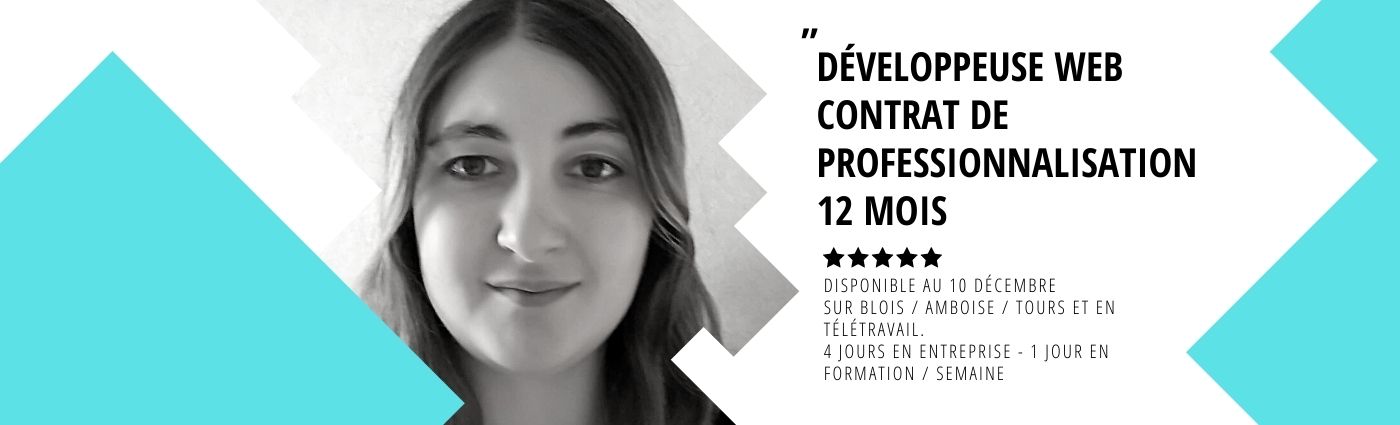 ”
DÉVELOPPEUSE WEB
CONTRAT DE
PROFESSIONNALISATION
12 MOIS
DISPONIBLE AU 10 DÉCEMBRE
SUR BLOIS / AMBOISE / TOURS ET EN
TÉLÉTRAVAIL.
4 JOURS EN ENTREPRISE - 1 JOUR EN
FORMATION / SEMAINE